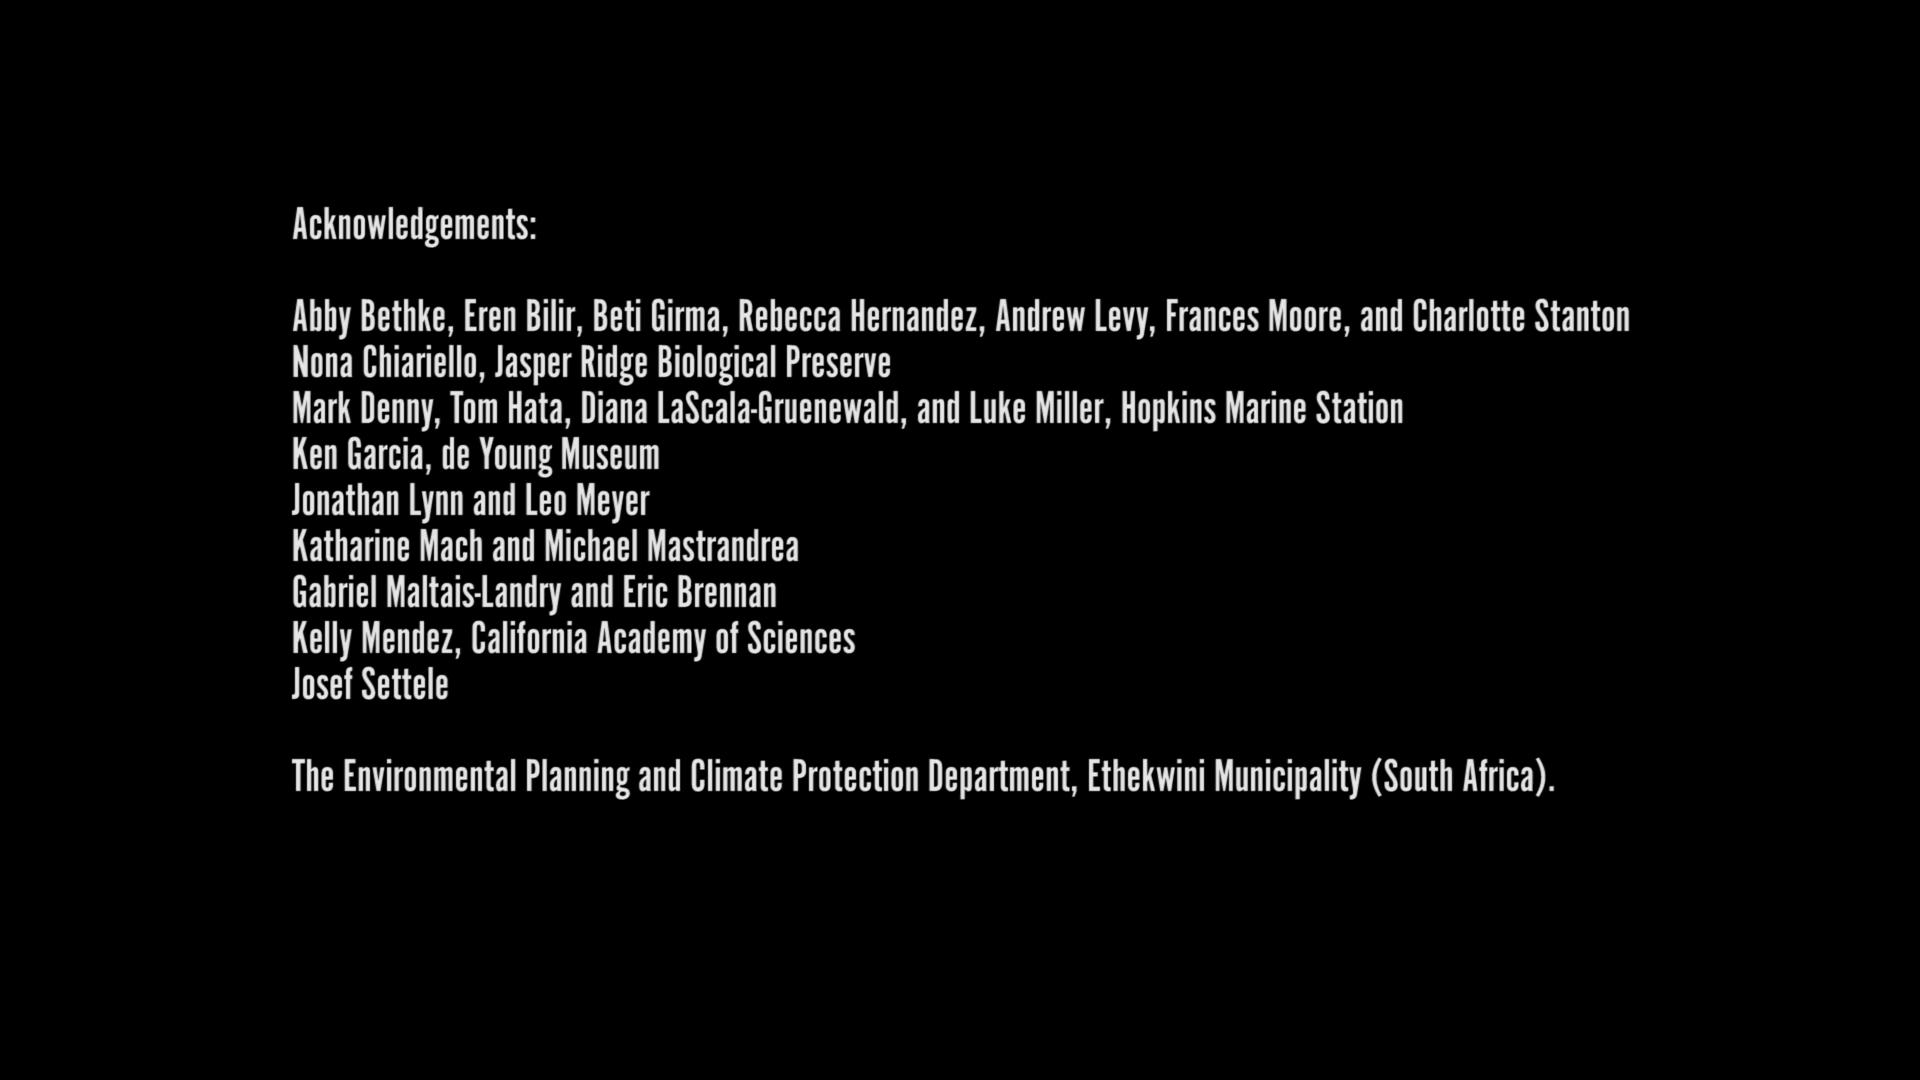 Acknowledgements:
Abby Bethke, Eren Bilir, Beti Girma, Rebecca Hernandez, Andrew Levy, Frances Moore, and Charlotte Stanton
Nona Chiariello, Jasper Ridge Biological Preserve
Mark Denny, Tom Hata, Diana LaScala-Gruenewald, and Luke Miller, Hopkins Marine Station
Ken Garcia, de Young Museum
Jonathan Lynn and Leo Meyer
Katharine Mach and Michael Mastrandrea
Gabriel Maltais-Landry and Eric Brennan
Kelly Mendez, California Academy of Sciences
Josef Settele
The Environmental Planning and Climate Protection Department, Ethekwini Municipality (South Africa).